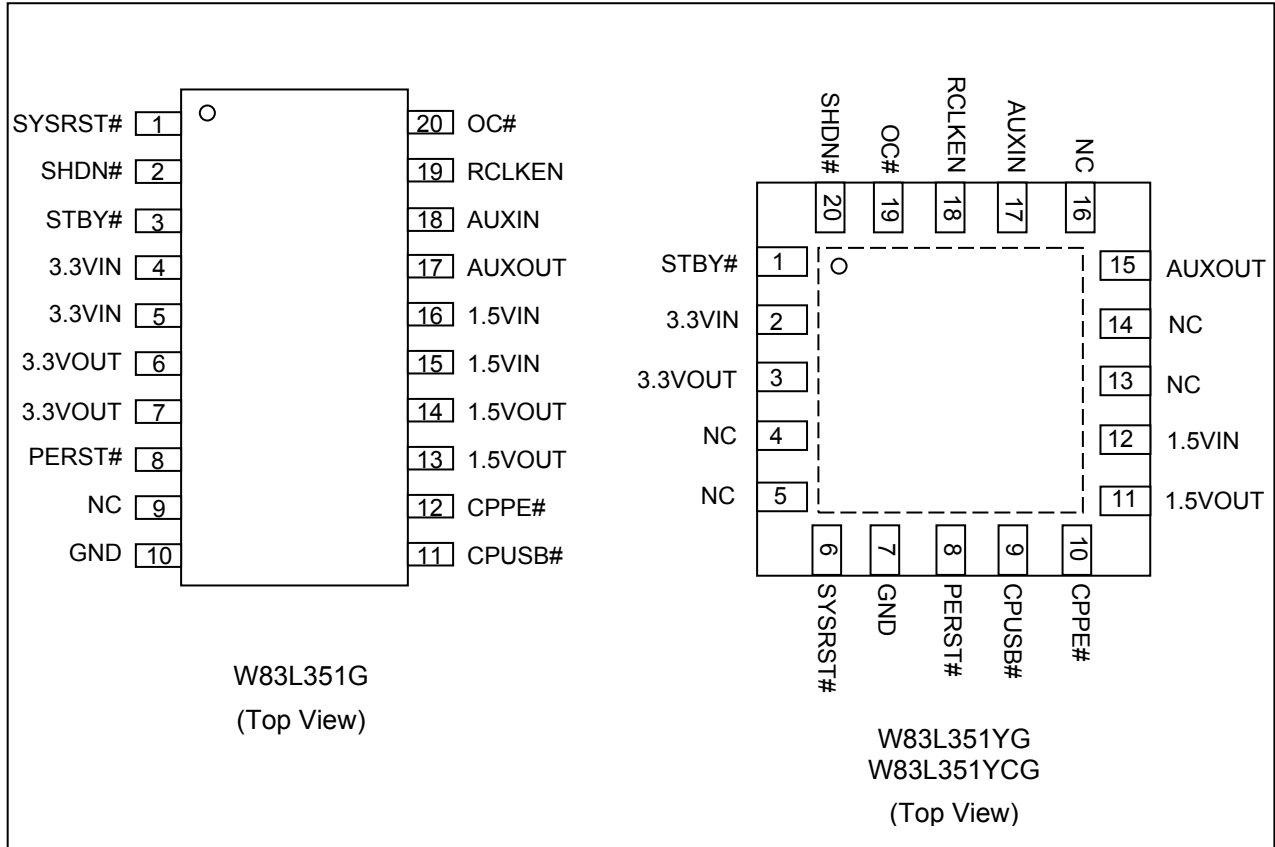 SYSRST# 1
SHDN# 2
STBY# 3
3.3VIN 4
3.3VIN 5
3.3VOUT 6
3.3VOUT 7
PERST# 8
NC 9
GND 10
20 OC#
19 RCLKEN
18 AUXIN
17 AUXOUT
16 1.5VIN
15 1.5VIN
14 1.5VOUT
13 1.5VOUT
12 CPPE#
11 CPUSB#
W83L351G
(Top View)
SHDN# 20
OC# 19
RCLKEN 18
AUXIN 17
NC 16
STBY# 1
3.3VIN 2
3.3VOUT 3
NC 4
NC 5
15 AUXOUT
14 NC
13 NC
12 1.5VIN
11 1.5VOUT
6 SYSRST#
7 GND
8 PERST#
9 CPUSB#
10 CPPE#
W83L351YG
W83L351YCG
(Top View)